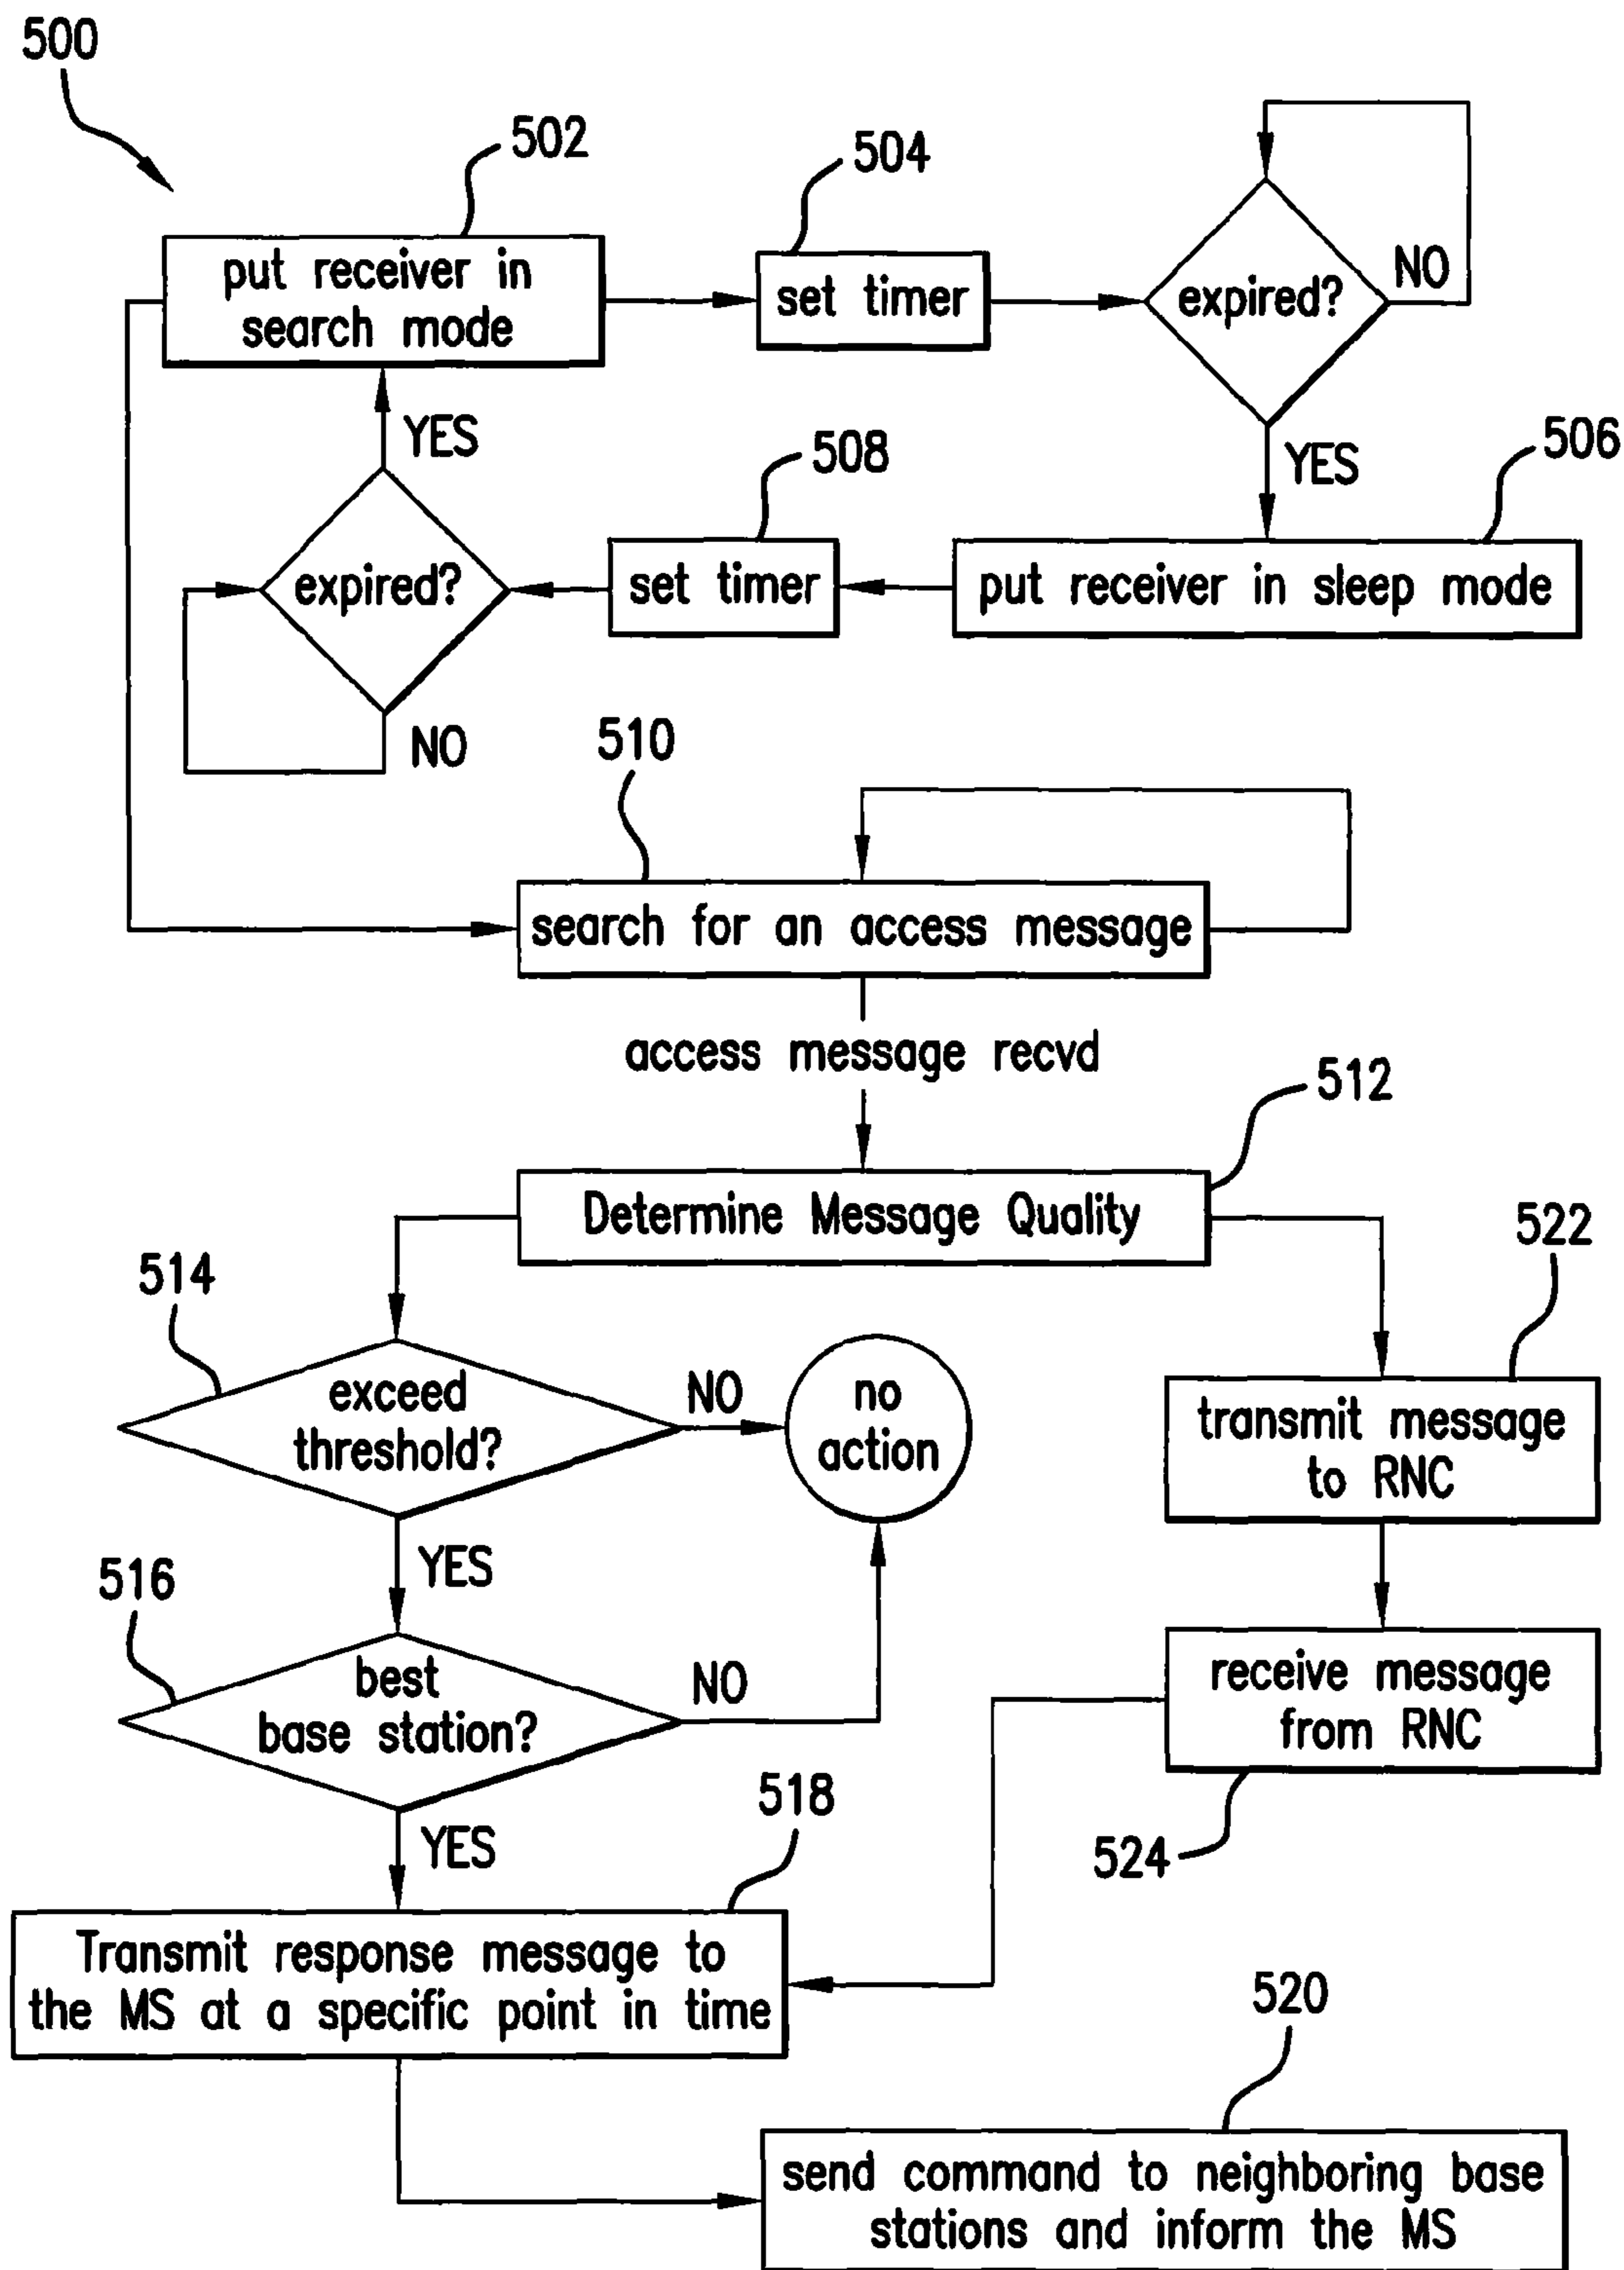 500
502
504
put receiver in
search mode
set timer
expired?
NO
YES
508
YES
506
expired?
set timer
put receiver in sleep mode
NO
510
search for an access message
access message recvd
512
Determine Message Quality
522
514
exceed
threshold?
NO
no
action
transmit message
to RNC
YES
516
best
base station?
NO
receive message
from RNC
518
YES
524
Transmit response message to
the MS at a specific point in time
520
send command to neighboring base
stations and inform the MS